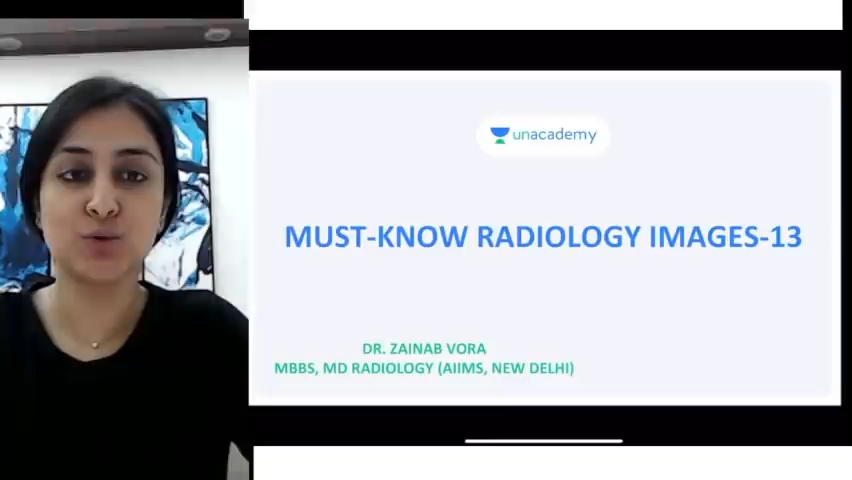 unacademy
MUST-KNOW RADIOLOGY IMAGES-13
DR. ZAINAB VORA
MBBS, MD RADIOLOGY (AIIMS, NEW DELHI)